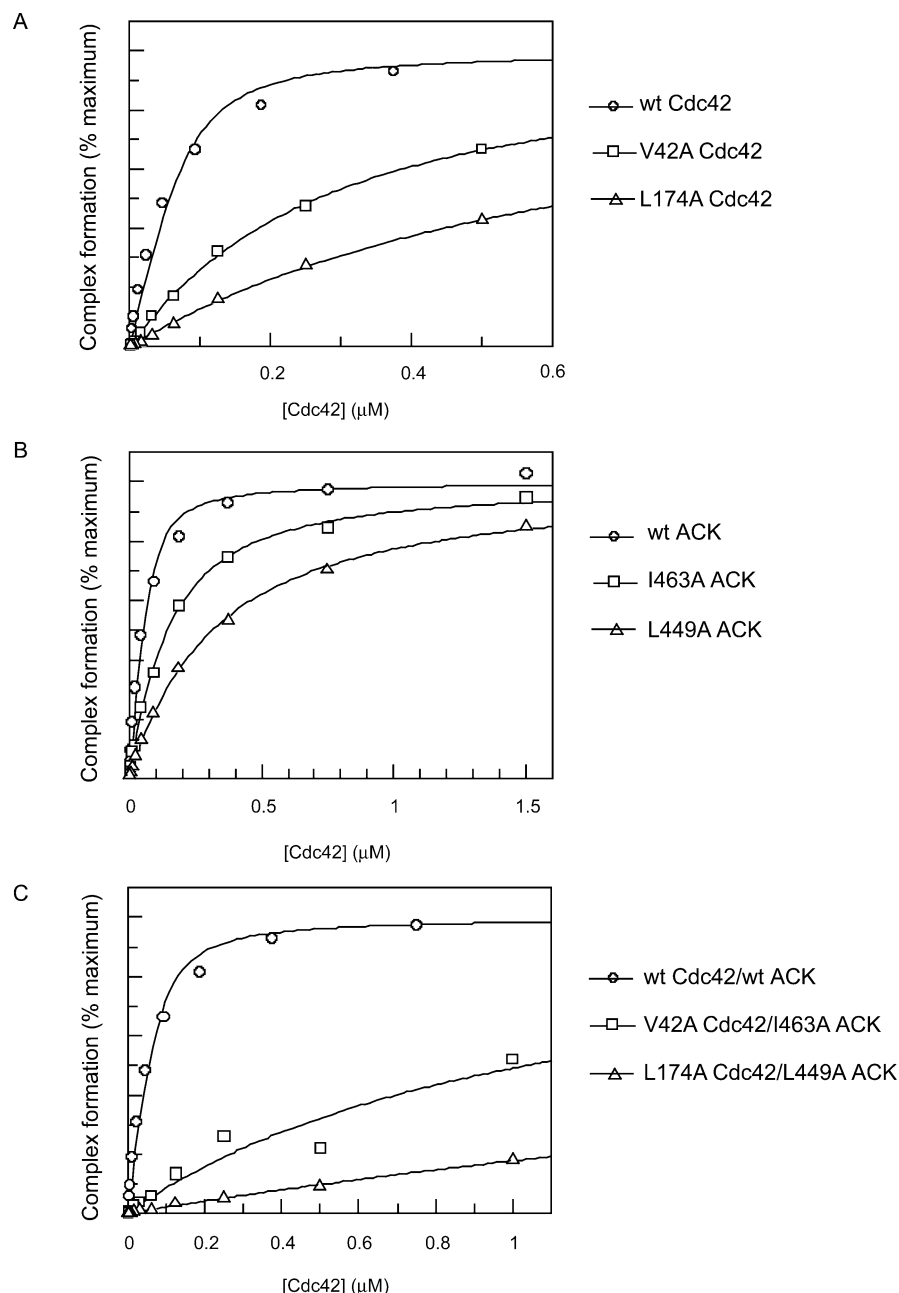 A
Complex formation (% maximum)
wt Cdc42
V42A Cdc42
L174A Cdc42
0.2 0.4 0.6
[Cdc42] (μM)
B
Complex formation (% maximum)
wt ACK
I463A ACK
L449A ACK
0 0.5 1 1.5
[Cdc42] (μM)
C
Complex formation (% maximum)
wt Cdc42/wt ACK
V42A Cdc42/I463A ACK
L174A Cdc42/L449A ACK
0 0.2 0.4 0.6 0.8 1
[Cdc42] (μM)